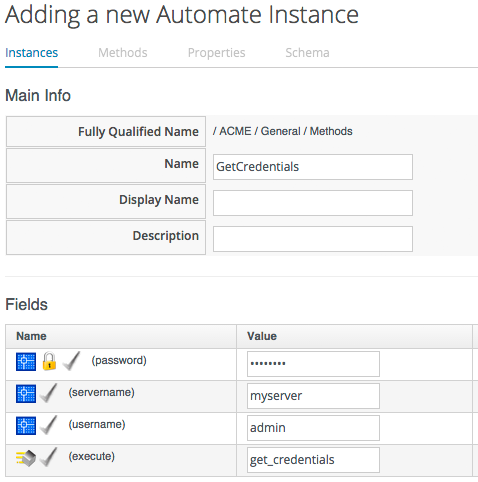 Adding a new Automate Instance
Instances Methods Properties Schema
Main Info
Fully Qualified Name / ACME / General / Methods
Name GetCredentials
Display Name
Description
Fields
Name Value
(password) ••••••••
(servername) myserver
(username) admin
(execute) get_credentials